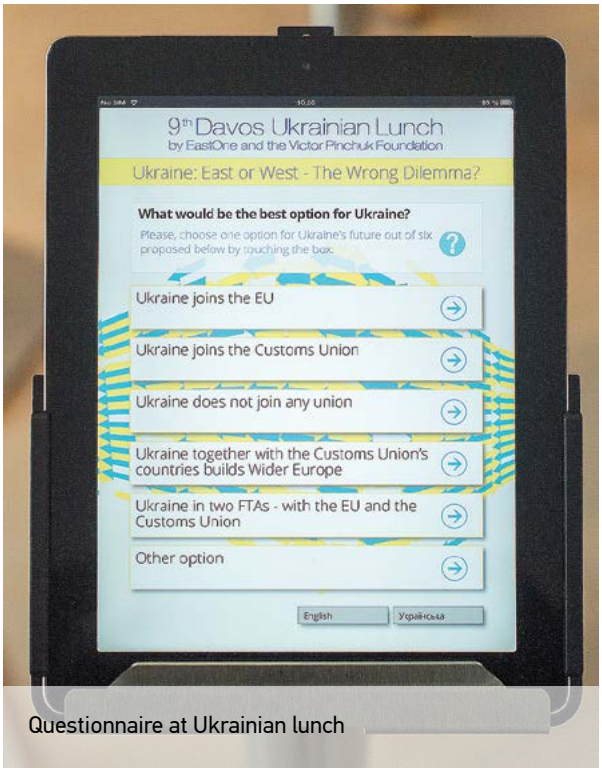 No SIM
10:20
89 %
9th Davos Ukrainian Lunch
by EastOne and the Victor Pinchuk Foundation
Ukraine: East or West - The Wrong Dilemma?
What would be the best option for Ukraine?
Please, choose one option for Ukraine's future out of six
proposed below by touching the box.
?
Ukraine joins the EU
Ukraine joins the Customs Union
Ukraine does not join any union
Ukraine together with the Customs Union's
countries builds Wider Europe
Ukraine in two FTAs - with the EU and the
Customs Union
Other option
English
Українська
Questionnaire at Ukrainian lunch